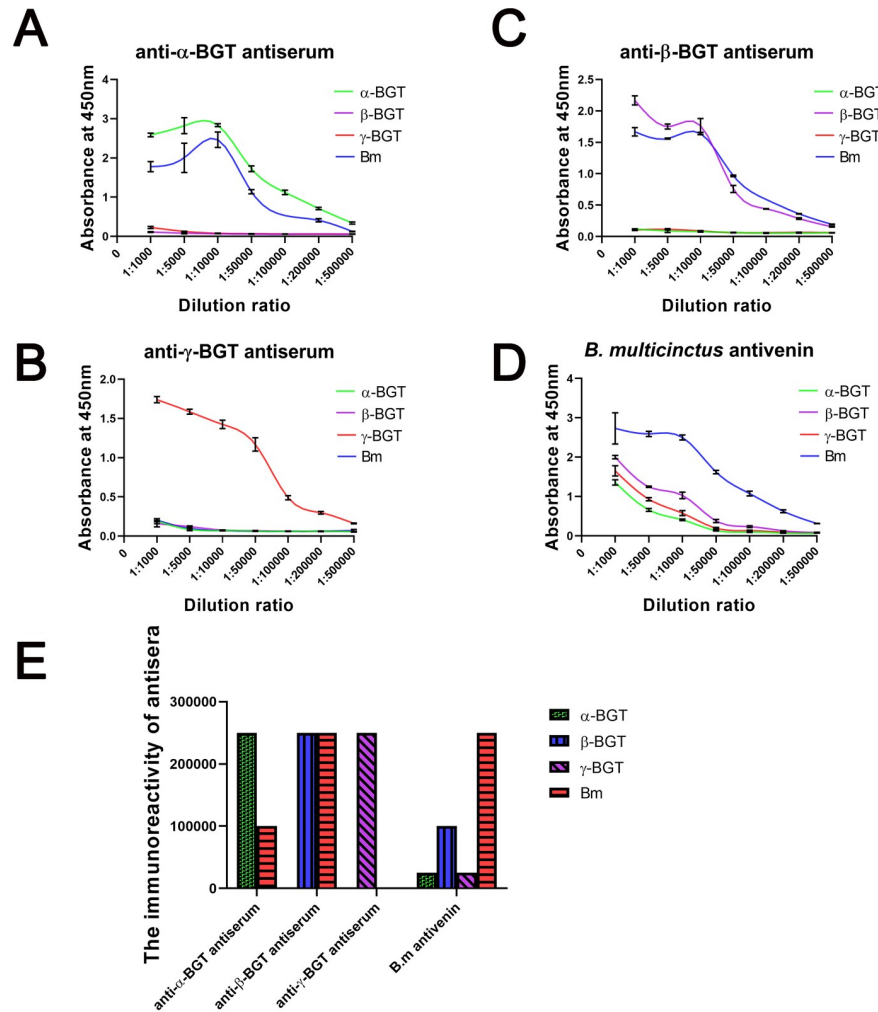 A
anti-α-BGT antiserum
Absorbance at 450nm
4
3
2
1
0
0
1:1000
1:5000
1:10000
1:50000
1:100000
1:200000
1:500000
Dilution ratio
α-BGT
β-BGT
γ-BGT
Bm
C
anti-β-BGT antiserum
Absorbance at 450nm
2.5
2.0
1.5
1.0
0.5
0.0
0
1:1000
1:5000
1:10000
1:50000
1:100000
1:200000
1:500000
Dilution ratio
α-BGT
β-BGT
γ-BGT
Bm
B
anti-γ-BGT antiserum
Absorbance at 450nm
2.0
1.5
1.0
0.5
0.0
0
1:1000
1:5000
1:10000
1:50000
1:100000
1:200000
1:500000
Dilution ratio
α-BGT
β-BGT
γ-BGT
Bm
D
B. multicinctus antivenin
Absorbance at 450nm
4
3
2
1
0
0
1:1000
1:5000
1:10000
1:50000
1:100000
1:200000
1:500000
Dilution ratio
α-BGT
β-BGT
γ-BGT
Bm
E
The immunoreactivity of antisera
300000
200000
100000
0
anti-α-BGT antiserum
anti-β-BGT antiserum
anti-γ-BGT antiserum
B.m antivenin
α-BGT
β-BGT
γ-BGT
Bm